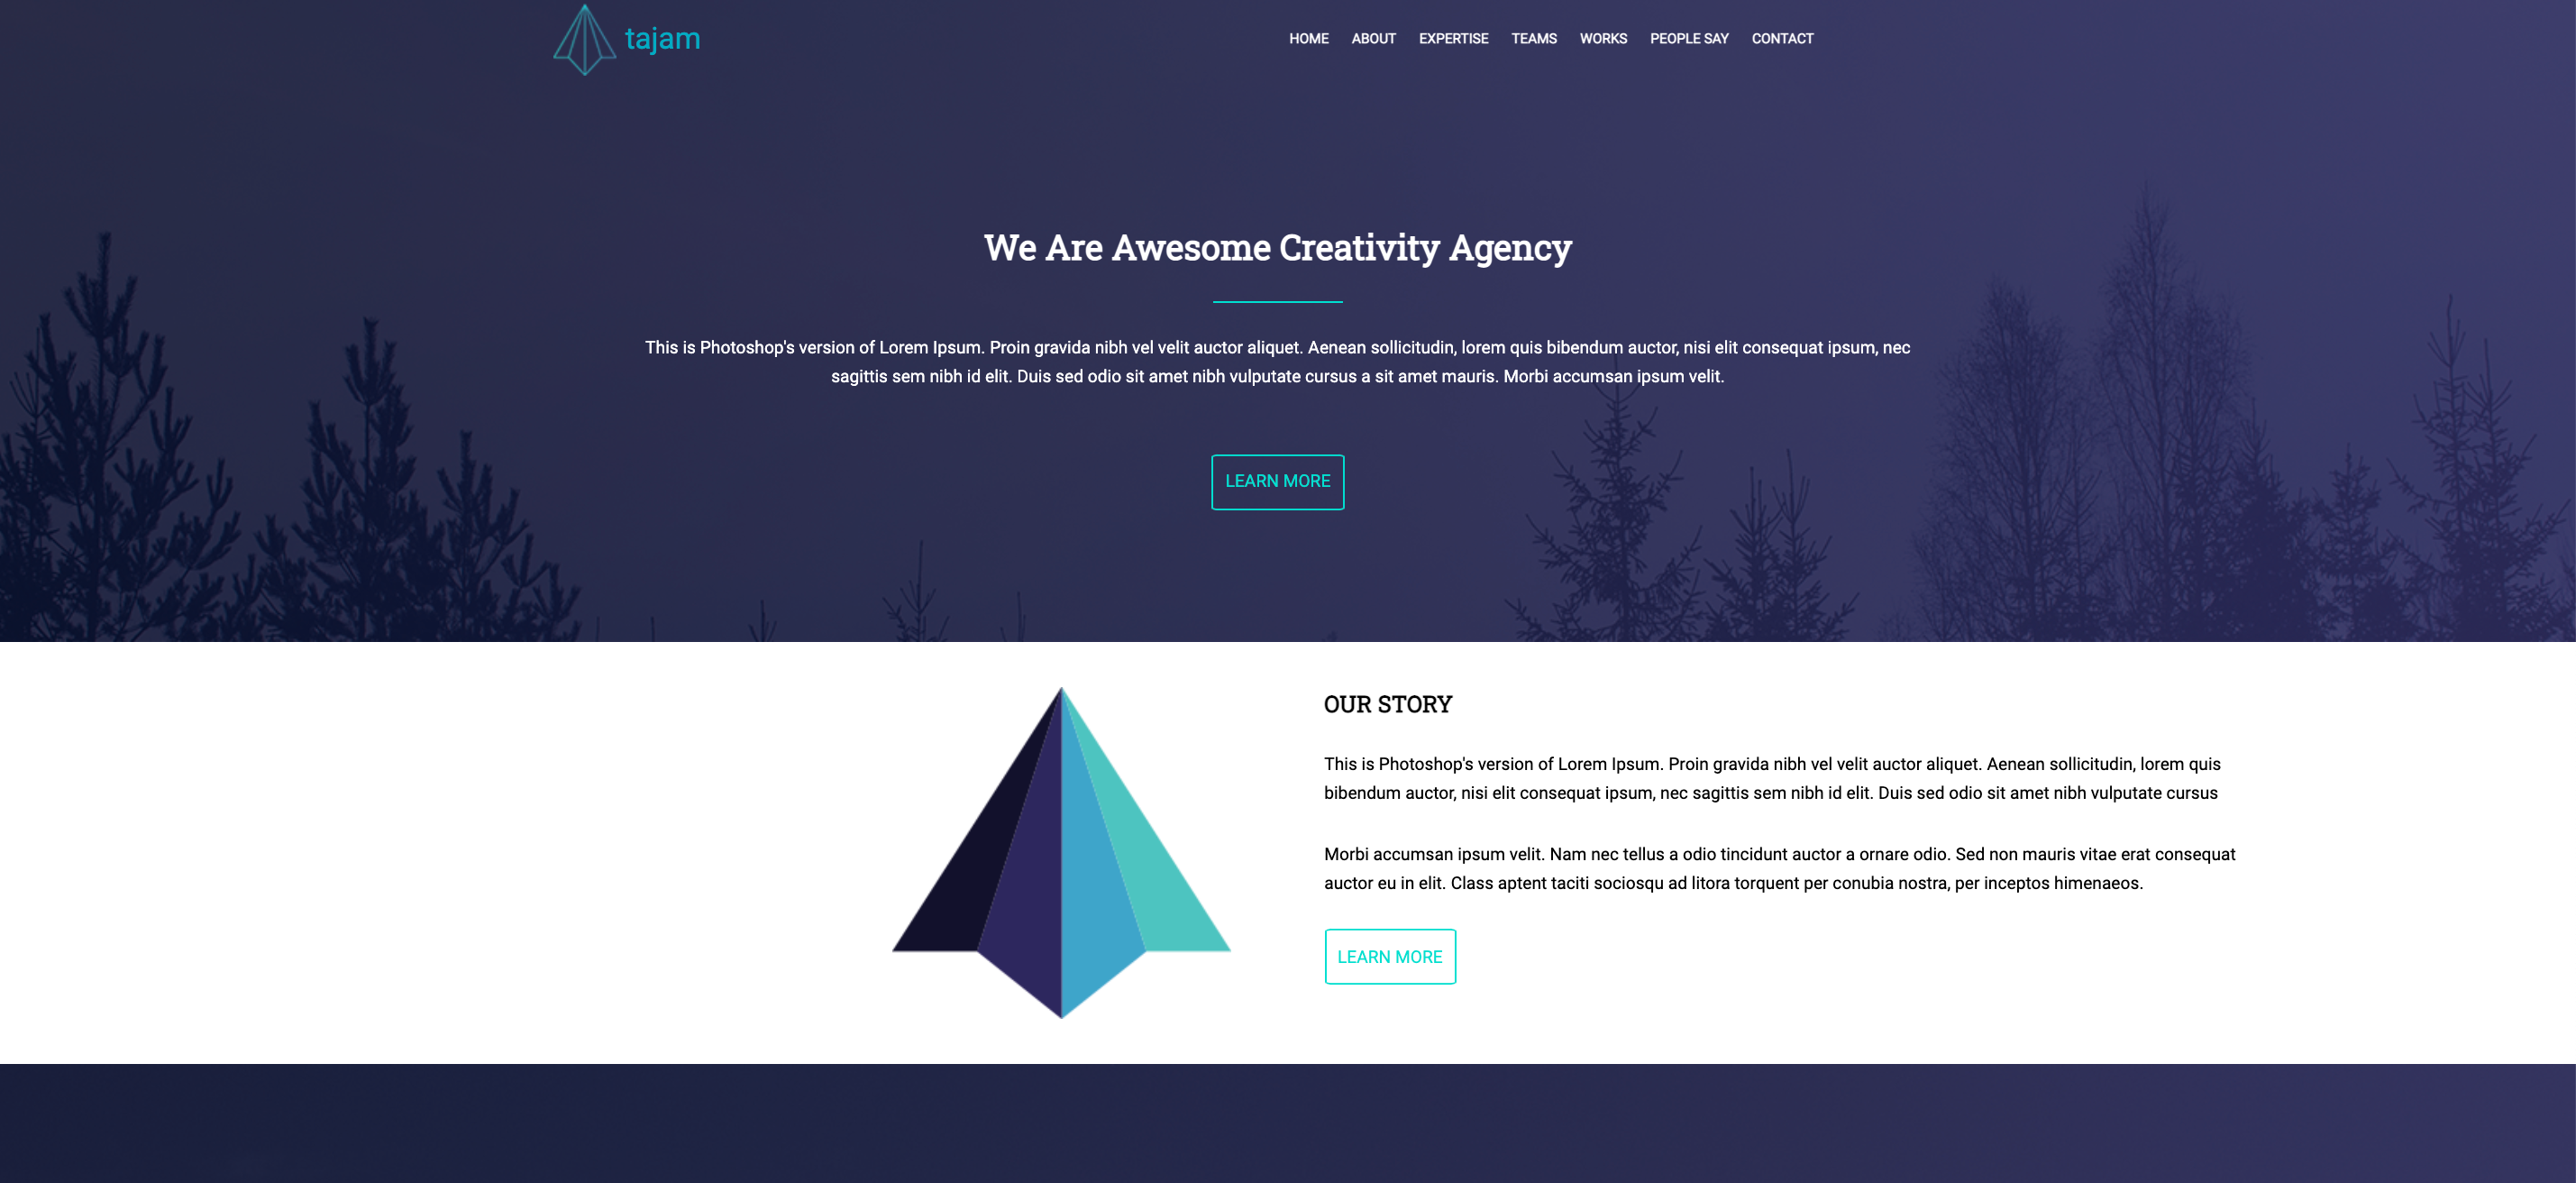 tajam
HOME ABOUT EXPERTISE TEAMS WORKS PEOPLE SAY CONTACT
We Are Awesome Creativity Agency
This is Photoshop's version of Lorem Ipsum. Proin gravida nibh vel velit auctor aliquet. Aenean sollicitudin, lorem quis bibendum auctor, nisi elit consequat ipsum, nec
sagittis sem nibh id elit. Duis sed odio sit amet nibh vulputate cursus a sit amet mauris. Morbi accumsan ipsum velit.
LEARN MORE
OUR STORY
This is Photoshop's version of Lorem Ipsum. Proin gravida nibh vel velit auctor aliquet. Aenean sollicitudin, lorem quis
bibendum auctor, nisi elit consequat ipsum, nec sagittis sem nibh id elit. Duis sed odio sit amet nibh vulputate cursus
Morbi accumsan ipsum velit. Nam nec tellus a odio tincidunt auctor a ornare odio. Sed non mauris vitae erat consequat
auctor eu in elit. Class aptent taciti sociosqu ad litora torquent per conubia nostra, per inceptos himenaeos.
LEARN MORE